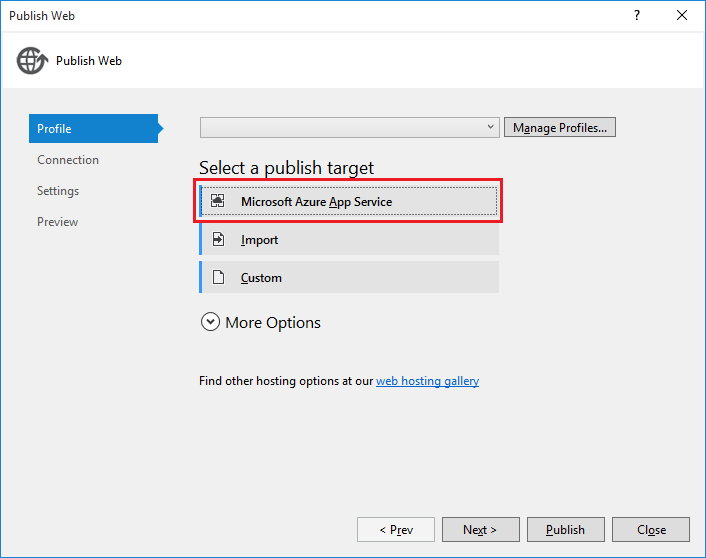 Publish Web
?
Publish Web
Profile
Connection
Settings
Preview
Manage Profiles...
Select a publish target
Microsoft Azure App Service
Import
Custom
More Options
Find other hosting options at our web hosting gallery
< Prev
Next >
Publish
Close